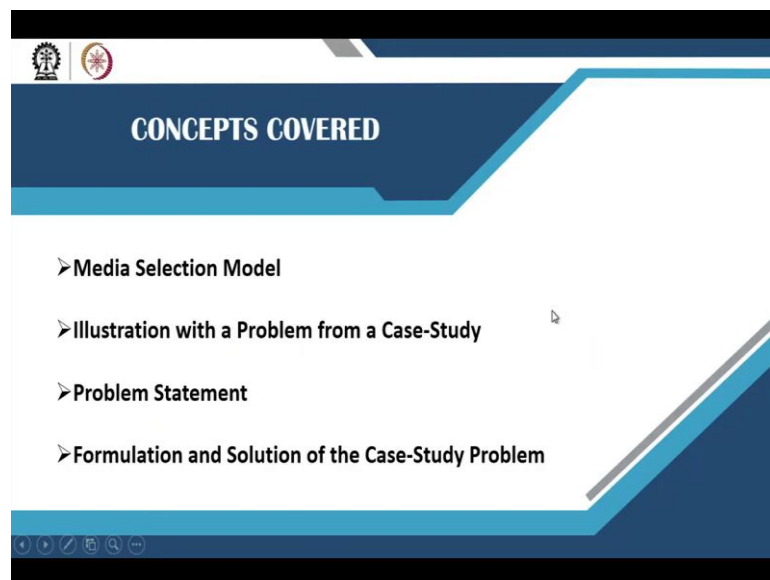 CONCEPTS COVERED
➢Media Selection Model
➢Illustration with a Problem from a Case-Study
➢Problem Statement
➢Formulation and Solution of the Case-Study Problem